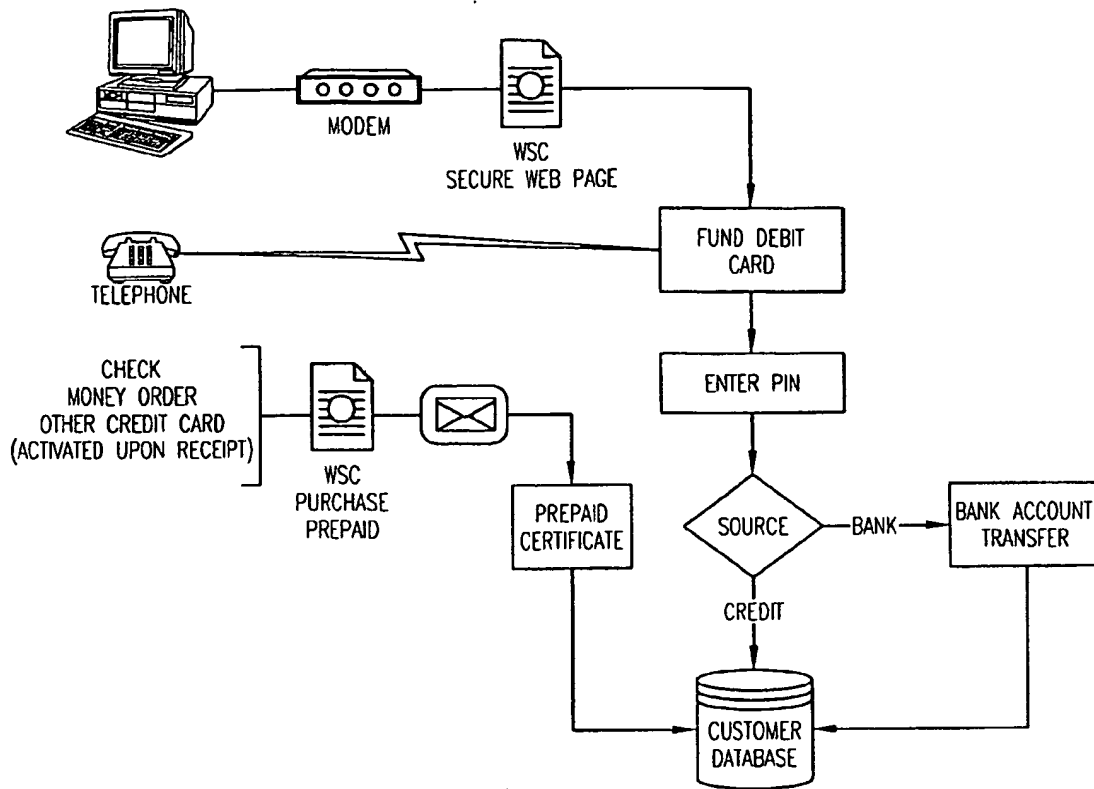 MODEM
WSC
SECURE WEB PAGE
FUND DEBIT
CARD
TELEPHONE
ENTER PIN
CHECK
MONEY ORDER
OTHER CREDIT CARD
(ACTIVATED UPON RECEIPT)
WSC
PURCHASE
PREPAID
PREPAID
CERTIFICATE
SOURCE
BANK
BANK ACCOUNT
TRANSFER
CREDIT
CUSTOMER
DATABASE